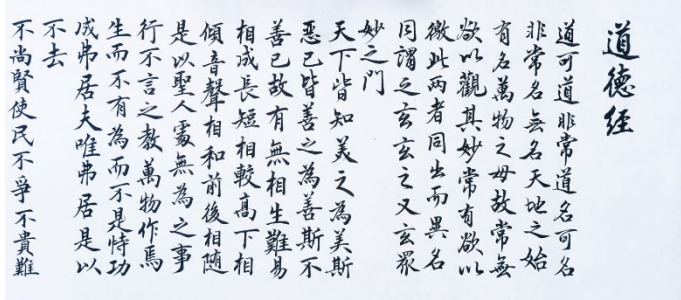 道德經
道可道非常道名可名
非常名無名天地之始
有名萬物之母故常無
欲以觀其妙常有欲以
徼此兩者同出而異名
同謂之玄玄之又玄眾
妙之門
天下皆知美之為美斯
惡已皆善之為善斯不
善已故有無相生難易
相成長短相較高下相
傾音聲相和前後相隨
是以聖人處無為之事
行不言之教萬物作焉
生而不有為而不是恃功
成弗居夫唯弗居是以
不去
不尚賢使民不爭不貴難